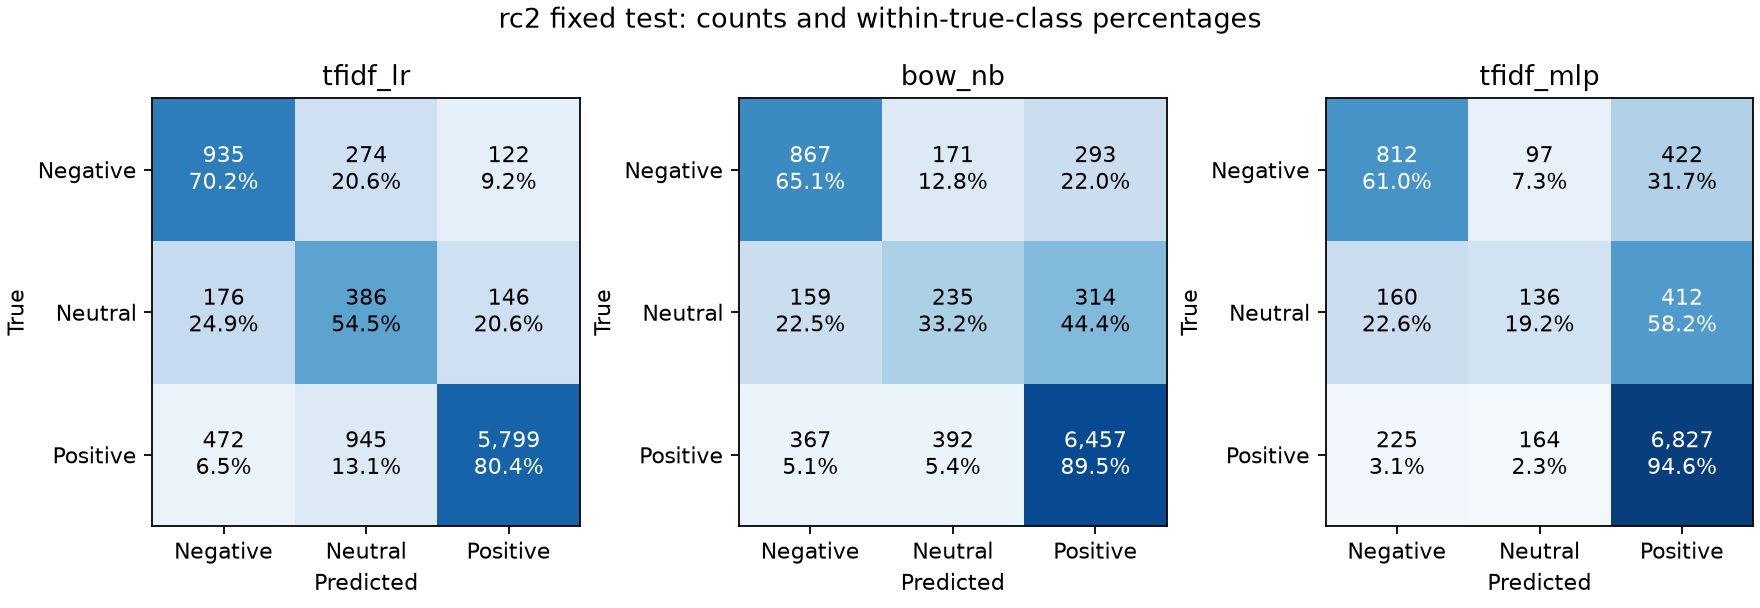 rc2 fixed test: counts and within-true-class percentages
tfidf_lr
True
Negative
935
70.2%
274
20.6%
122
9.2%
Neutral
176
24.9%
386
54.5%
146
20.6%
Positive
472
6.5%
945
13.1%
5,799
80.4%
Negative
Neutral
Positive
Predicted
bow_nb
True
Negative
867
65.1%
171
12.8%
293
22.0%
Neutral
159
22.5%
235
33.2%
314
44.4%
Positive
367
5.1%
392
5.4%
6,457
89.5%
Negative
Neutral
Positive
Predicted
tfidf_mlp
True
Negative
812
61.0%
97
7.3%
422
31.7%
Neutral
160
22.6%
136
19.2%
412
58.2%
Positive
225
3.1%
164
2.3%
6,827
94.6%
Negative
Neutral
Positive
Predicted